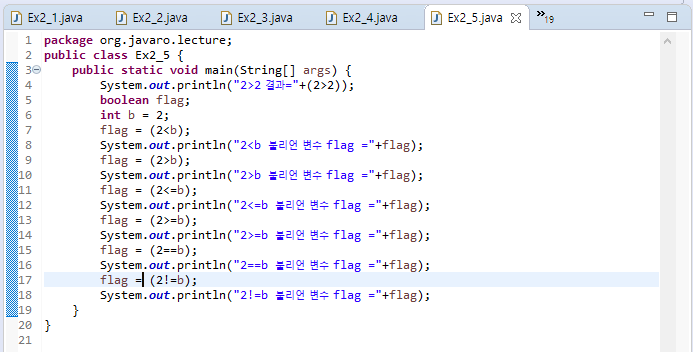 Ex2_1.java Ex2_2.java Ex2_3.java Ex2_4.java Ex2_5.java »19
1 package org.javaro.lecture;
2 public class Ex2_5 {
3 public static void main(String[] args) {
4 System.out.println("2>2 결과="+(2>2));
5 boolean flag;
6 int b = 2;
7 flag = (2<b);
8 System.out.println("2<b 불리언 변수 flag ="+flag);
9 flag = (2>b);
10 System.out.println("2>b 불리언 변수 flag ="+flag);
11 flag = (2<=b);
12 System.out.println("2<=b 불리언 변수 flag ="+flag);
13 flag = (2>=b);
14 System.out.println("2>=b 불리언 변수 flag ="+flag);
15 flag = (2==b);
16 System.out.println("2==b 불리언 변수 flag ="+flag);
17 flag = (2!=b);
18 System.out.println("2!=b 불리언 변수 flag ="+flag);
19 }
20 }
21